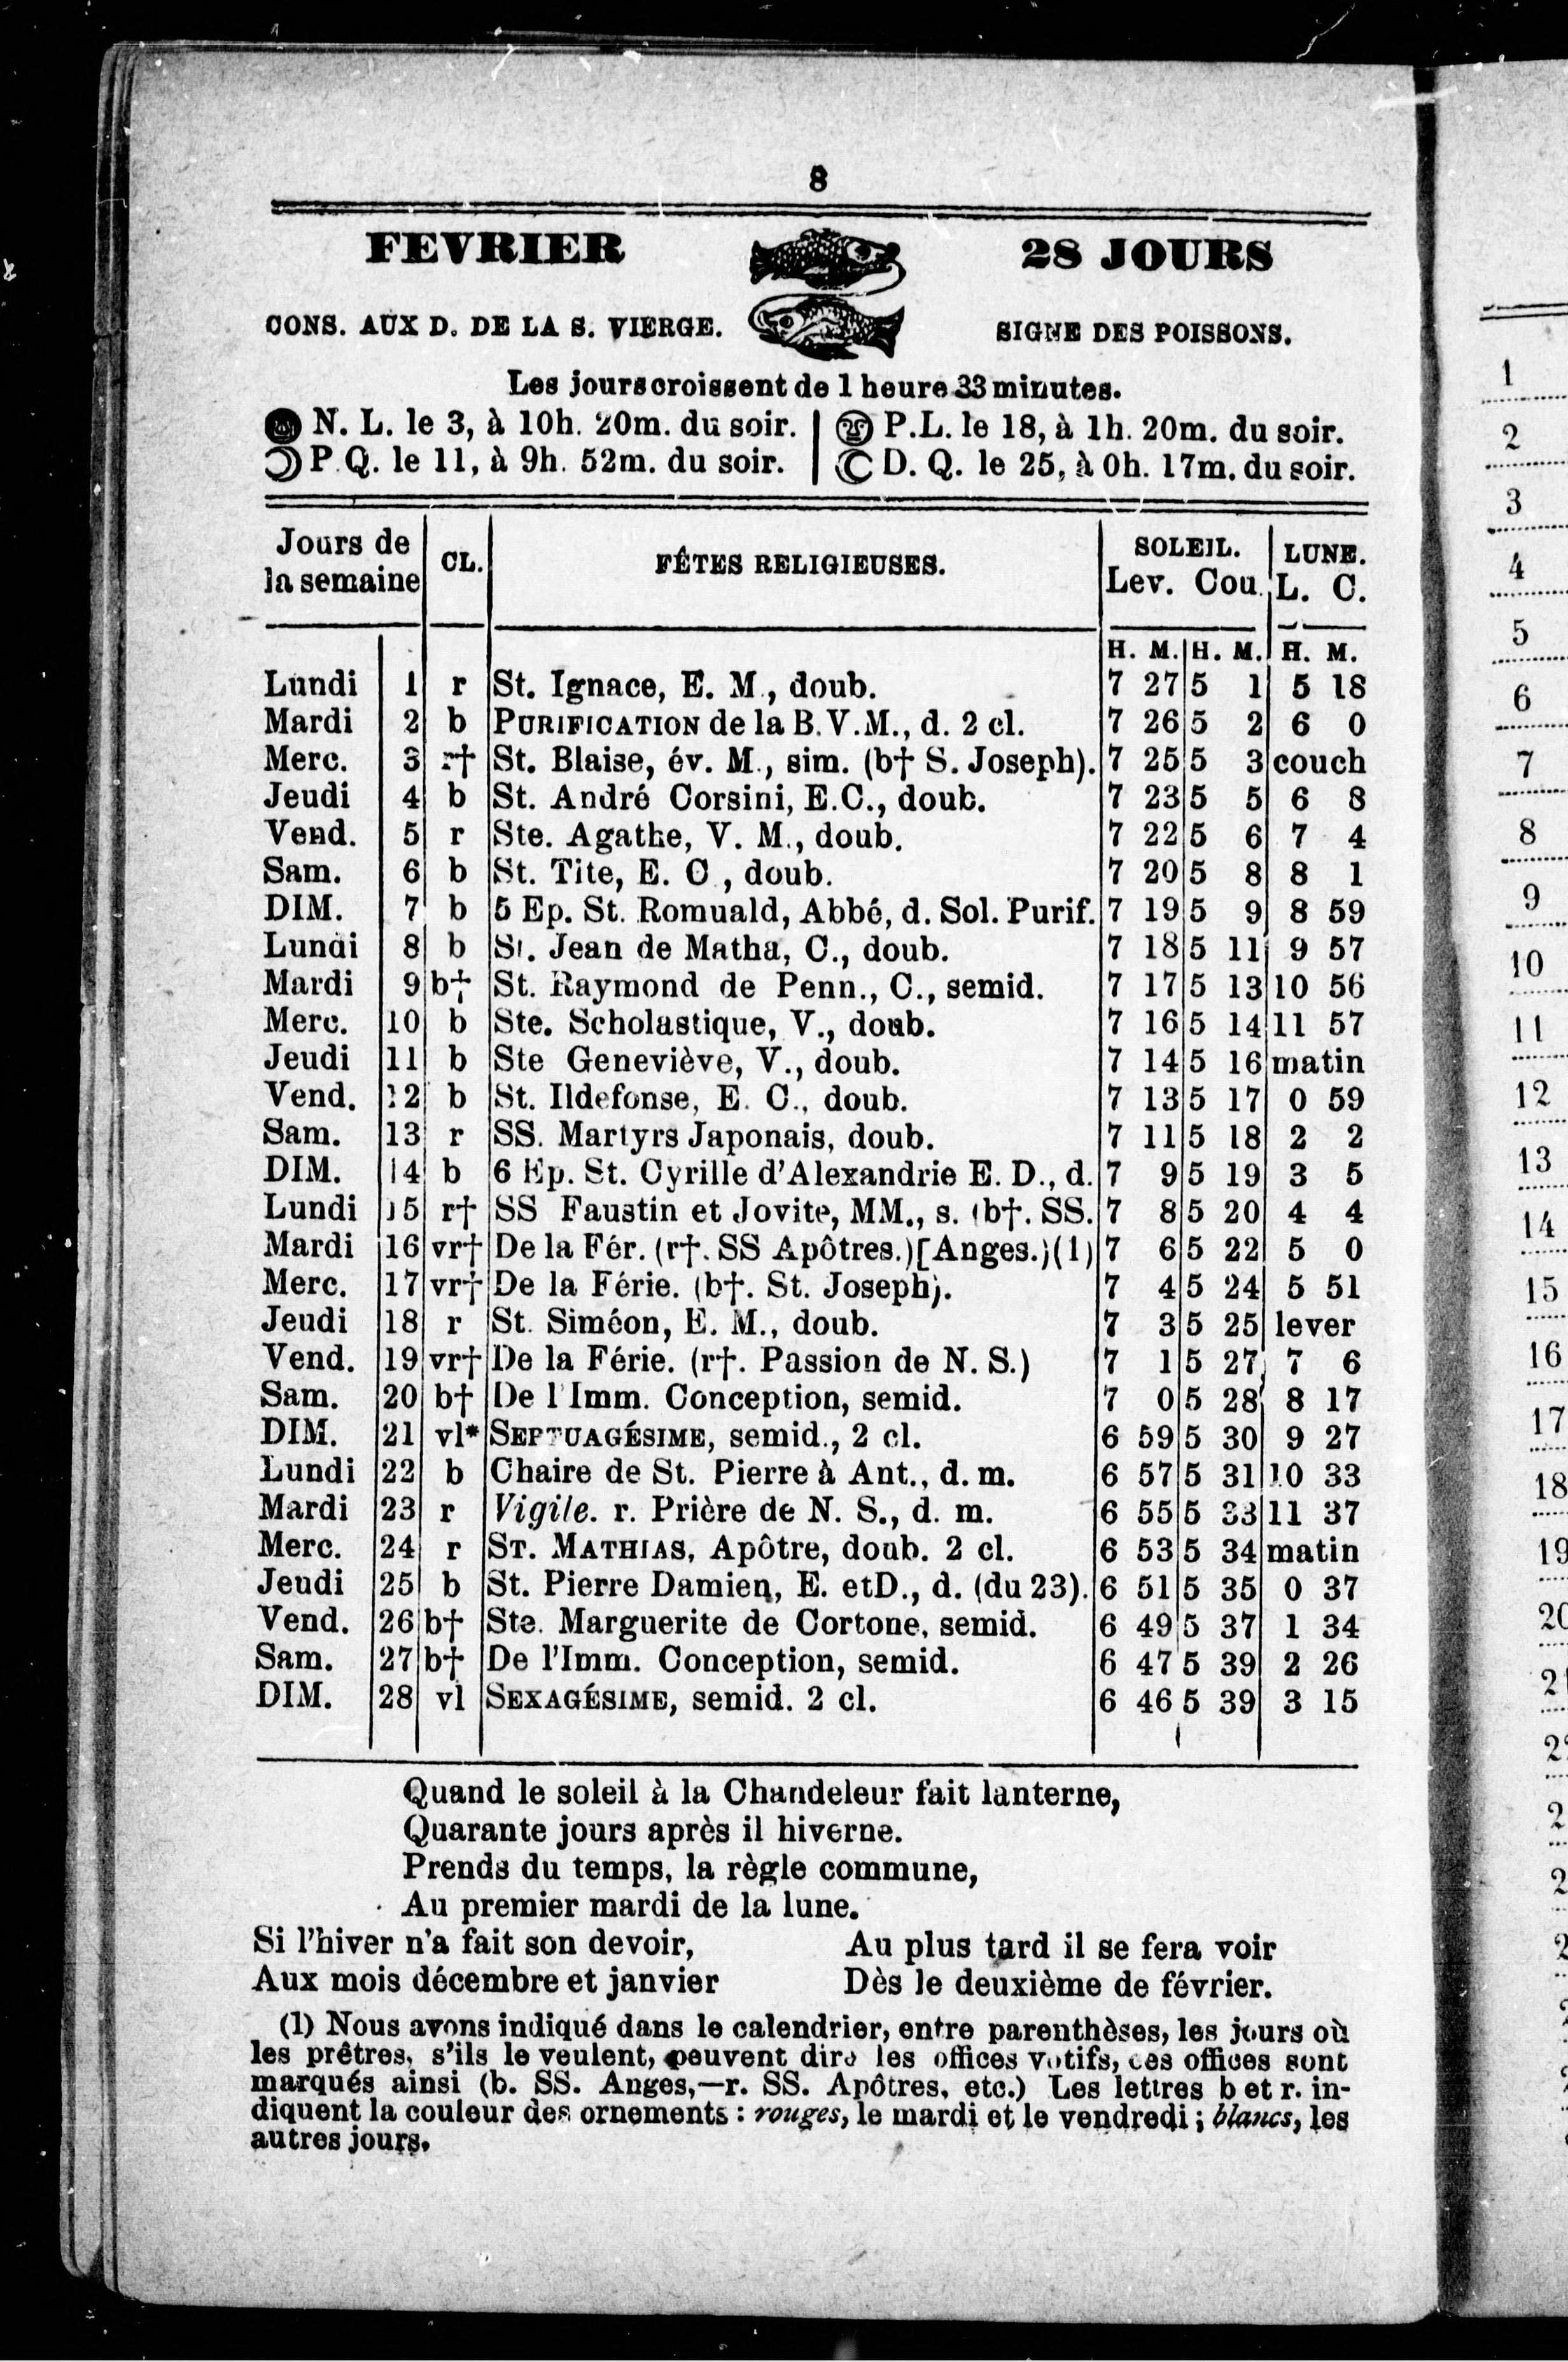 8
FEVRIER 28 JOURS
CONS. AUX D. DE LA S. VIERGE. SIGNE DES POISSONS.
Les jours croissent de 1 heure 33 minutes.
N. L. le 3, à 10h. 20m. du soir. | P.L. le 18, à 1h. 20m. du soir.
P.Q. le 11, à 9h. 52m. du soir. | D. Q. le 25, à 0h. 17m. du soir.
Jours de la semaine CL. FÊTES RELIGIEUSES. SOLEIL. Lev. Cou. LUNE. L. C.
H. M. H. M. H. M.
Lundi 1 r St. Ignace, E. M., doub. 7 27 5 1 5 18
Mardi 2 b PURIFICATION de la B.V.M., d. 2 cl. 7 26 5 2 6 0
Merc. 3 r† St. Blaise, év. M., sim. (b† S. Joseph). 7 25 5 3 couch
Jeudi 4 b St. André Corsini, E.C., doub. 7 23 5 5 6 8
Vend. 5 r Ste. Agathe, V. M., doub. 7 22 5 6 7 4
Sam. 6 b St. Tite, E. C., doub. 7 20 5 8 8 1
DIM. 7 b 5 Ep. St. Romuald, Abbé, d. Sol. Purif. 7 19 5 9 8 59
Lundi 8 b St. Jean de Matha, C., doub. 7 18 5 11 9 57
Mardi 9 b† St. Raymond de Penn., C., semid. 7 17 5 13 10 56
Merc. 10 b Ste. Scholastique, V., doub. 7 16 5 14 11 57
Jeudi 11 b Ste Geneviève, V., doub. 7 14 5 16 matin
Vend. 12 b St. Ildefonse, E. C., doub. 7 13 5 17 0 59
Sam. 13 r SS. Martyrs Japonais, doub. 7 11 5 18 2 2
DIM. 14 b 6 Ep. St. Cyrille d'Alexandrie E. D., d. 7 9 5 19 3 5
Lundi 15 r† SS Faustin et Jovite, MM., s. (b†. SS. 7 8 5 20 4 4
Mardi 16 vr† De la Fér. (r†. SS Apôtres.) [Anges.)(1) 7 6 5 22 5 0
Merc. 17 vr† De la Férie. (b†. St. Joseph). 7 4 5 24 5 51
Jeudi 18 r St. Siméon, E. M., doub. 7 3 5 25 lever
Vend. 19 vr† De la Férie. (r†. Passion de N. S.) 7 1 5 27 7 6
Sam. 20 b† De l'Imm. Conception, semid. 7 0 5 28 8 17
DIM. 21 vl* SEPTUAGÉSIME, semid., 2 cl. 6 59 5 30 9 27
Lundi 22 b Chaire de St. Pierre à Ant., d. m. 6 57 5 31 10 33
Mardi 23 r Vigile. r. Prière de N. S., d. m. 6 55 5 33 11 37
Merc. 24 r ST. MATHIAS, Apôtre, doub. 2 cl. 6 53 5 34 matin
Jeudi 25 b St. Pierre Damien, E. et D., d. (du 23). 6 51 5 35 0 37
Vend. 26 b† Ste. Marguerite de Cortone, semid. 6 49 5 37 1 34
Sam. 27 b† De l'Imm. Conception, semid. 6 47 5 39 2 26
DIM. 28 vl SEXAGÉSIME, semid. 2 cl. 6 46 5 39 3 15
Quand le soleil à la Chandeleur fait lanterne,
Quarante jours après il hiverne.
Prends du temps, la règle commune,
Au premier mardi de la lune.
Si l'hiver n'a fait son devoir, Au plus tard il se fera voir
Aux mois décembre et janvier Dès le deuxième de février.
(1) Nous avons indiqué dans le calendrier, entre parenthèses, les jours où
les prêtres, s'ils le veulent, peuvent dire les offices votifs, ces offices sont
marqués ainsi (b. SS. Anges,—r. SS. Apôtres, etc.) Les lettres b et r. in-
diquent la couleur des ornements : rouges, le mardi et le vendredi ; blancs, les
autres jours.
1
2
3
4
5
6
7
8
9
10
11
12
13
14
15
16
17
18